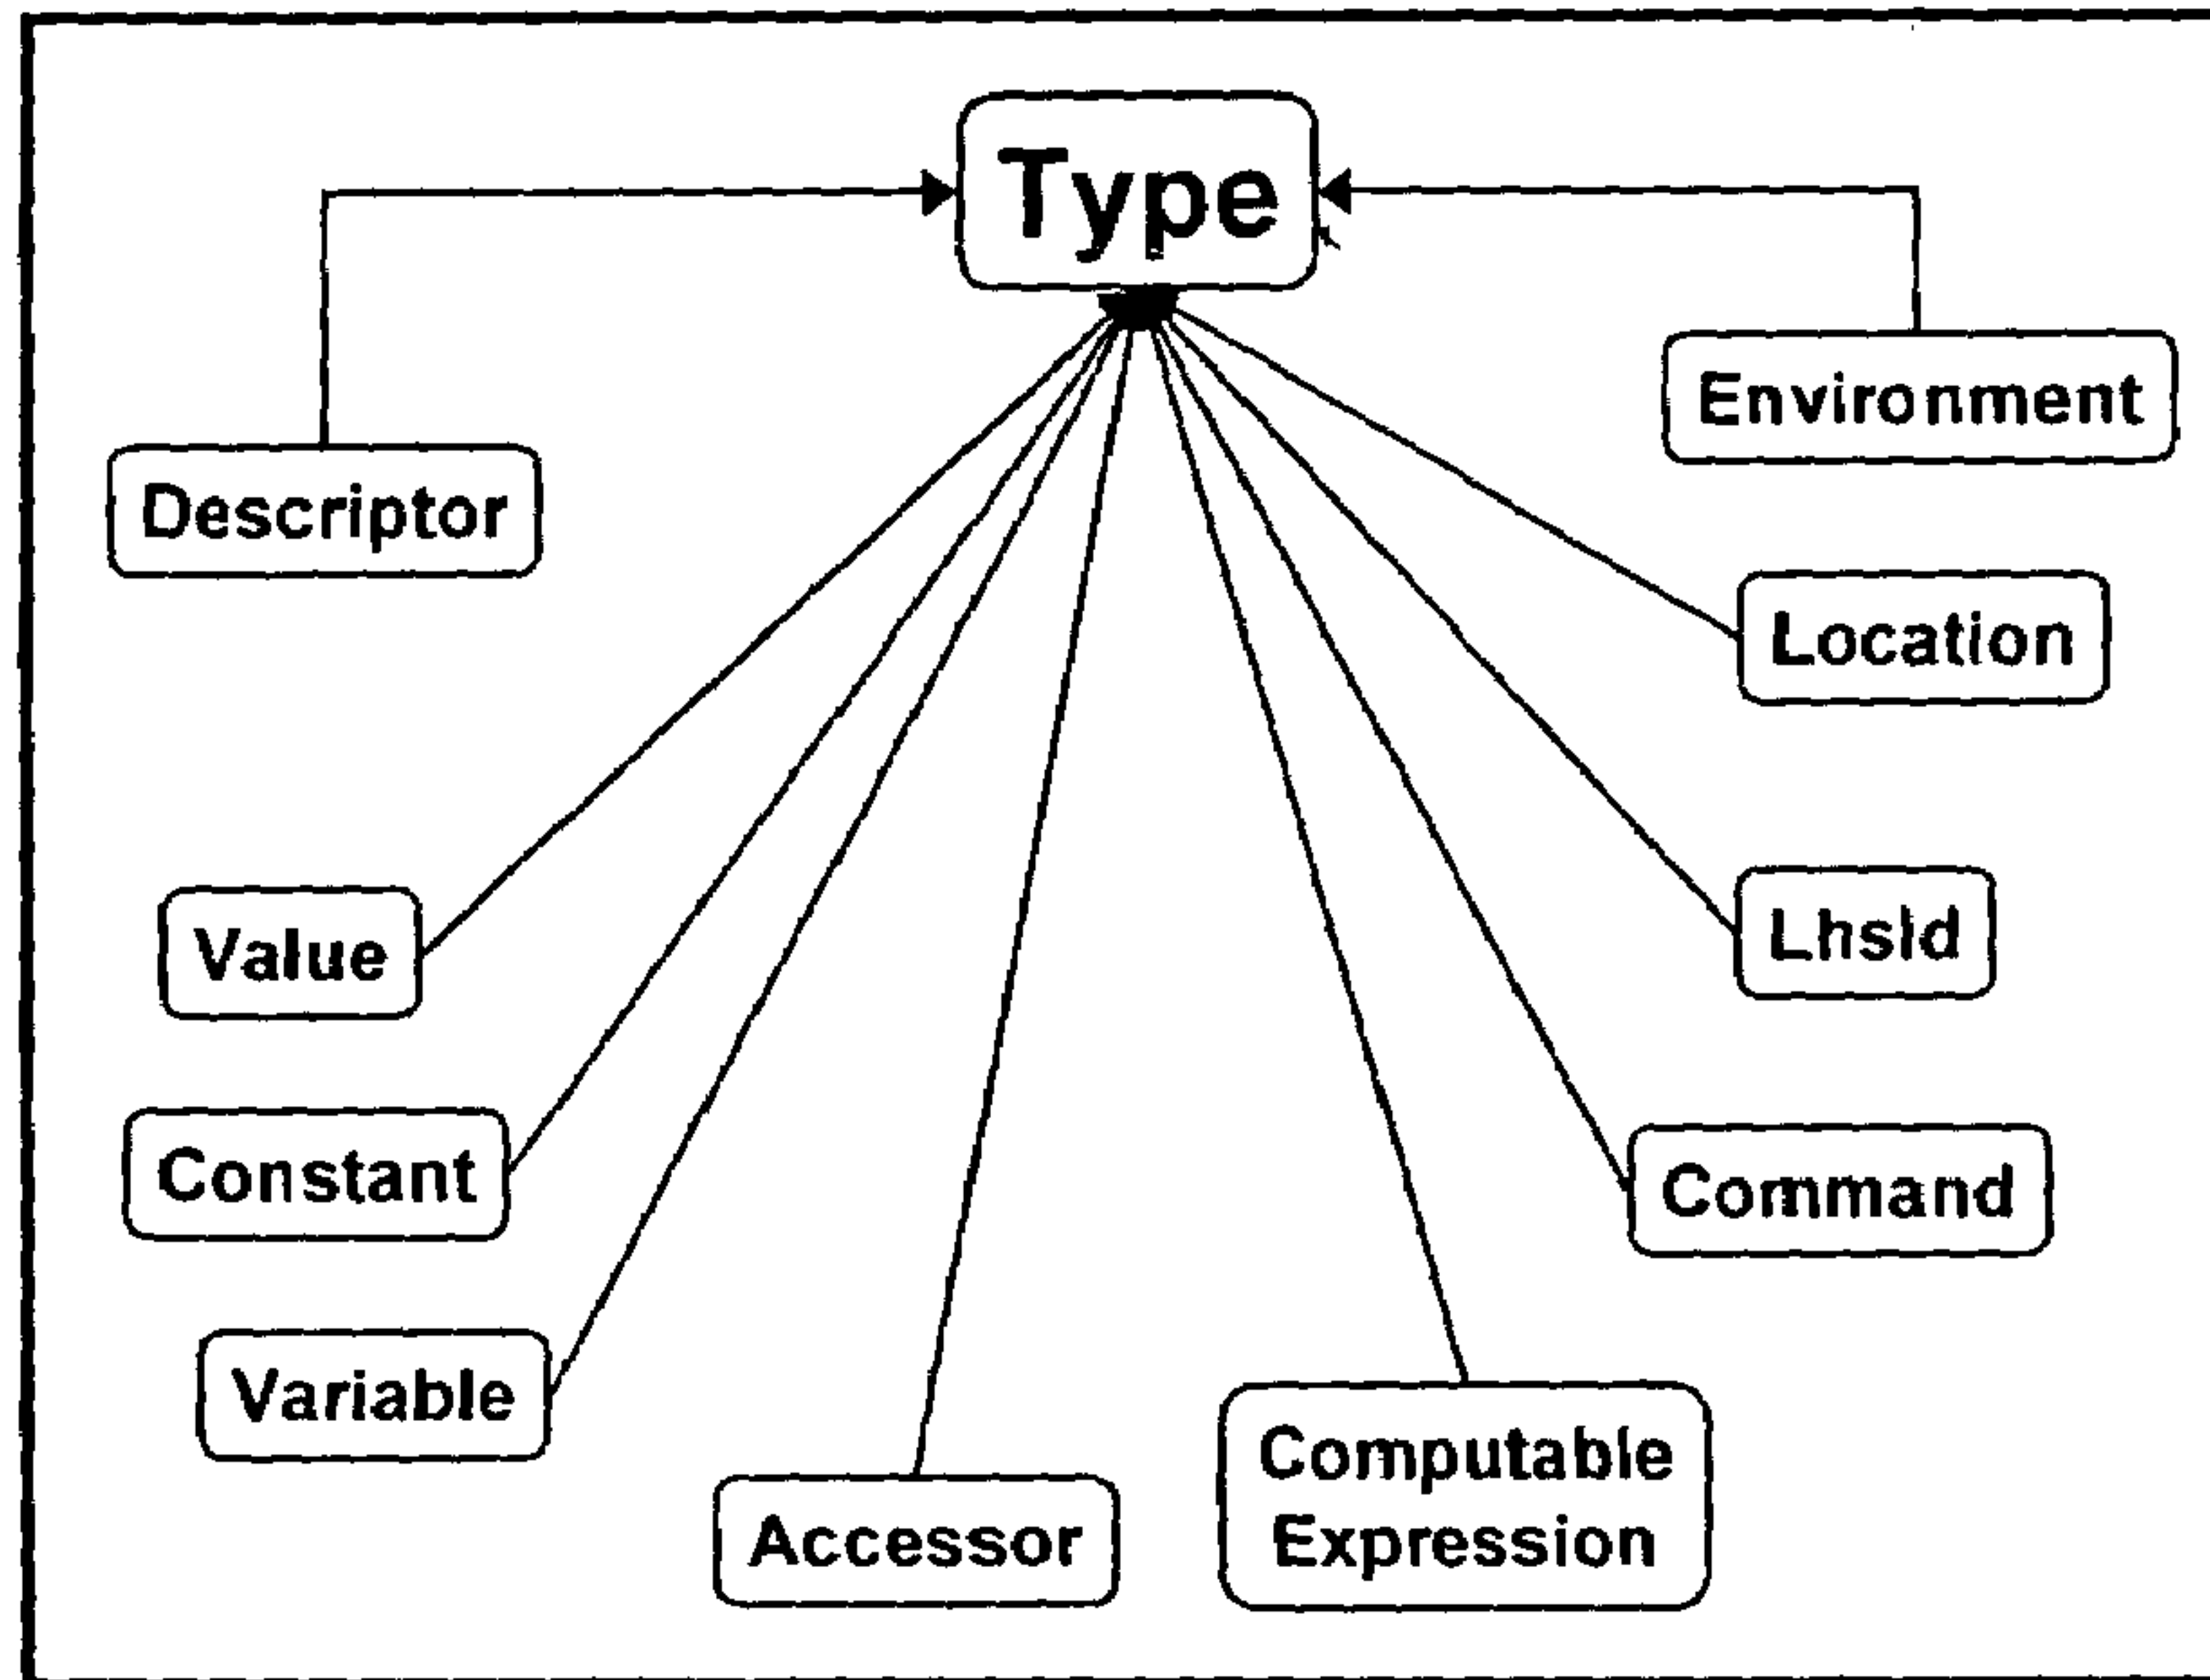 Type
Environment
Descriptor
Location
Value
LhsId
Constant
Command
Variable
Computable
Expression
Accessor